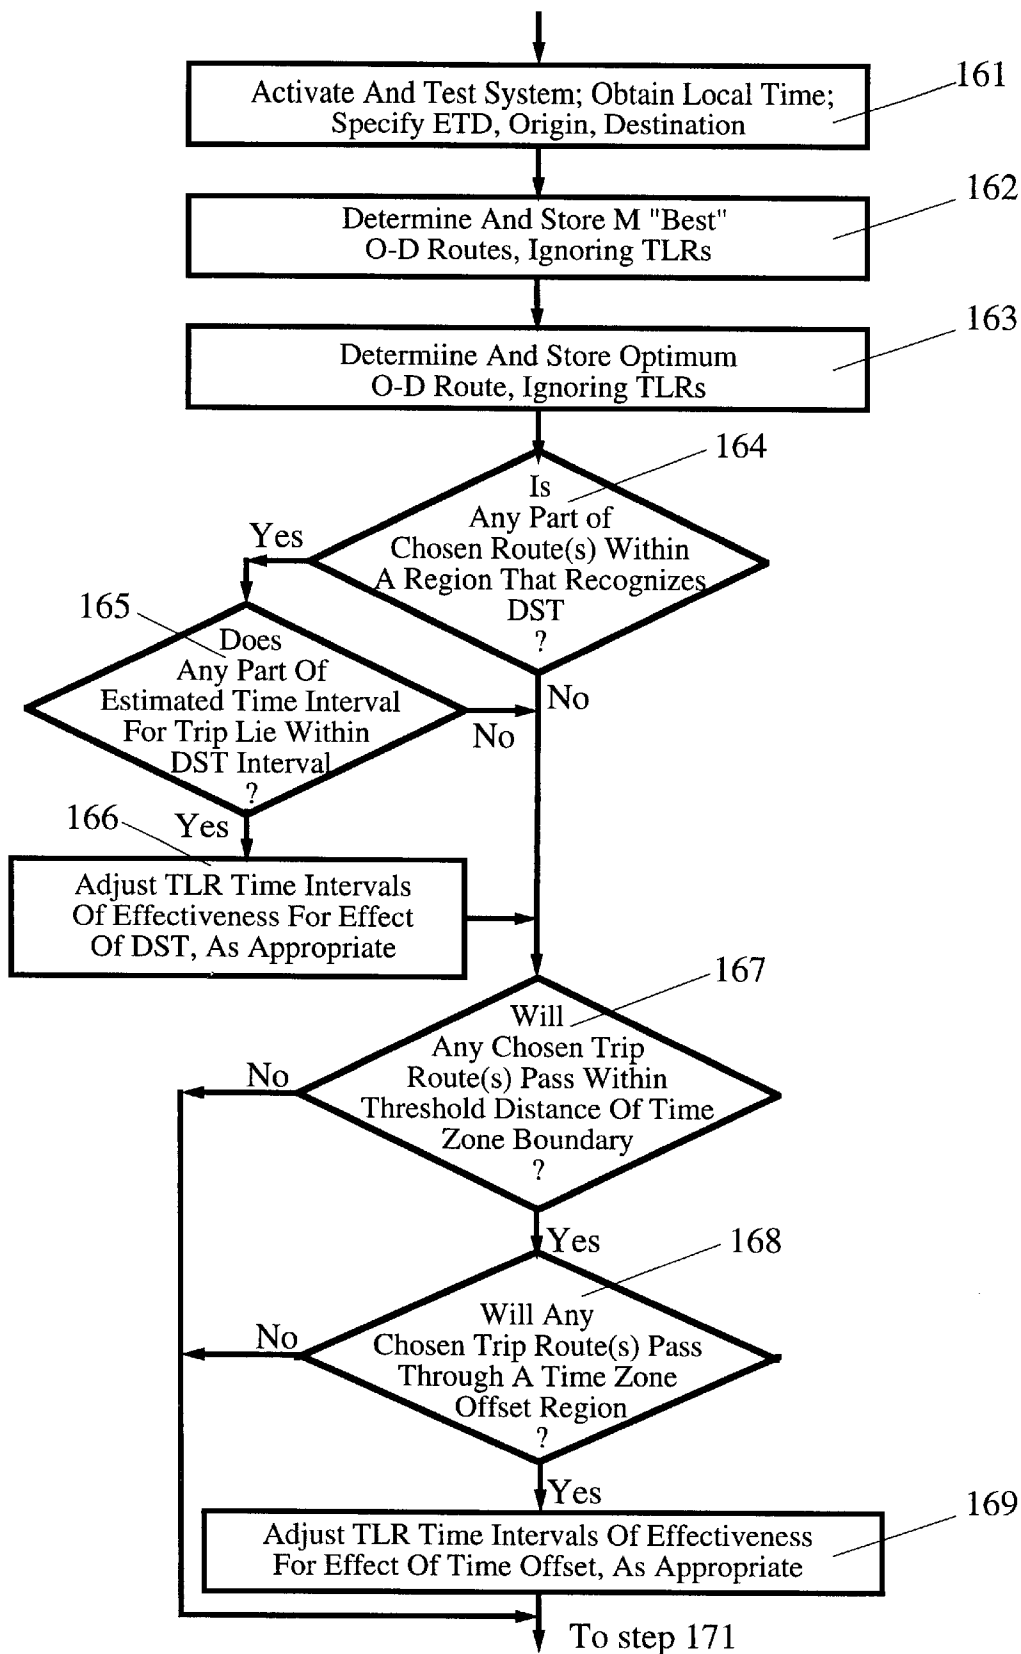 Activate And Test System; Obtain Local Time;
Specify ETD, Origin, Destination
161
Determine And Store M "Best"
O-D Routes, Ignoring TLRs
162
Determiine And Store Optimum
O-D Route, Ignoring TLRs
163
164
Is
Any Part of
Chosen Route(s) Within
A Region That Recognizes
DST
?
Yes
No
165
Does
Any Part Of
Estimated Time Interval
For Trip Lie Within
DST Interval
?
No
Yes
166
Adjust TLR Time Intervals
Of Effectiveness For Effect
Of DST, As Appropriate
167
Will
Any Chosen Trip
Route(s) Pass Within
Threshold Distance Of Time
Zone Boundary
?
No
Yes
168
Will Any
Chosen Trip Route(s) Pass
Through A Time Zone
Offset Region
?
No
Yes
169
Adjust TLR Time Intervals Of Effectiveness
For Effect Of Time Offset, As Appropriate
To step 171